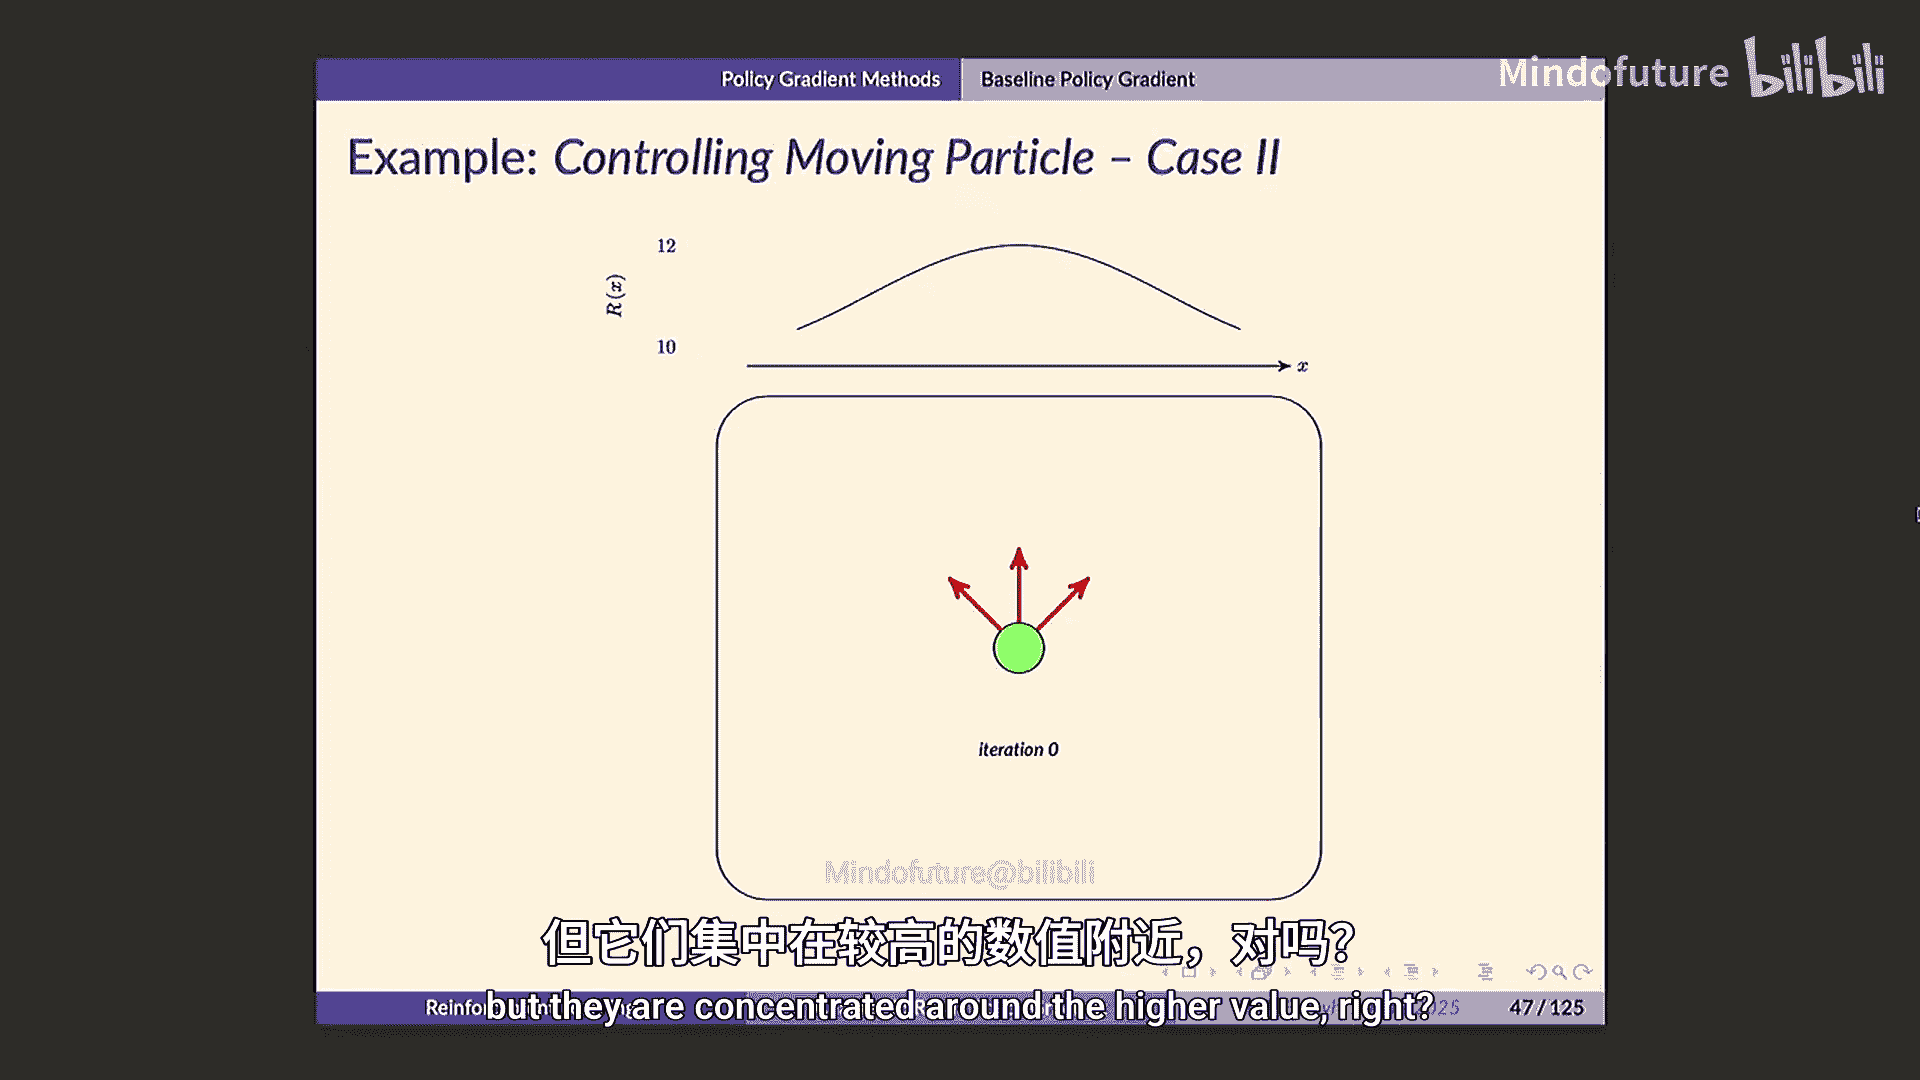 Policy Gradient Methods
Baseline Policy Gradient
Mindofuture bilibili
Example: Controlling Moving Particle – Case II
12
R(x)
10
x
iteration 0
Mindofuture@bilibili
但它们集中在较高的数值附近，对吗？
but they are concentrated around the higher value, right?
2025
47 / 125